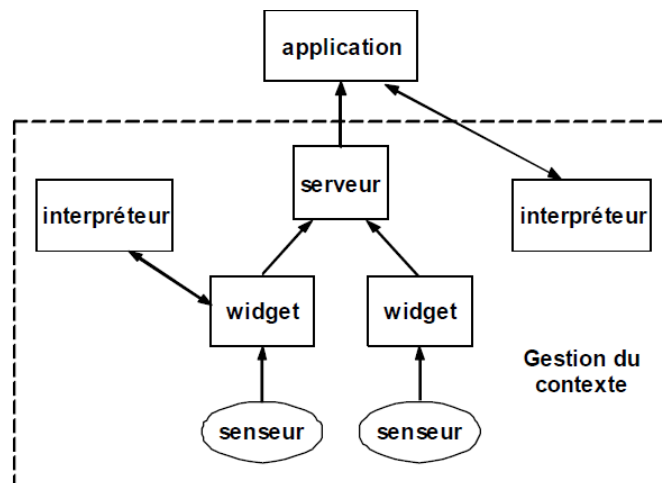 application
serveur
interpréteur
interpréteur
widget
widget
Gestion du
contexte
senseur
senseur